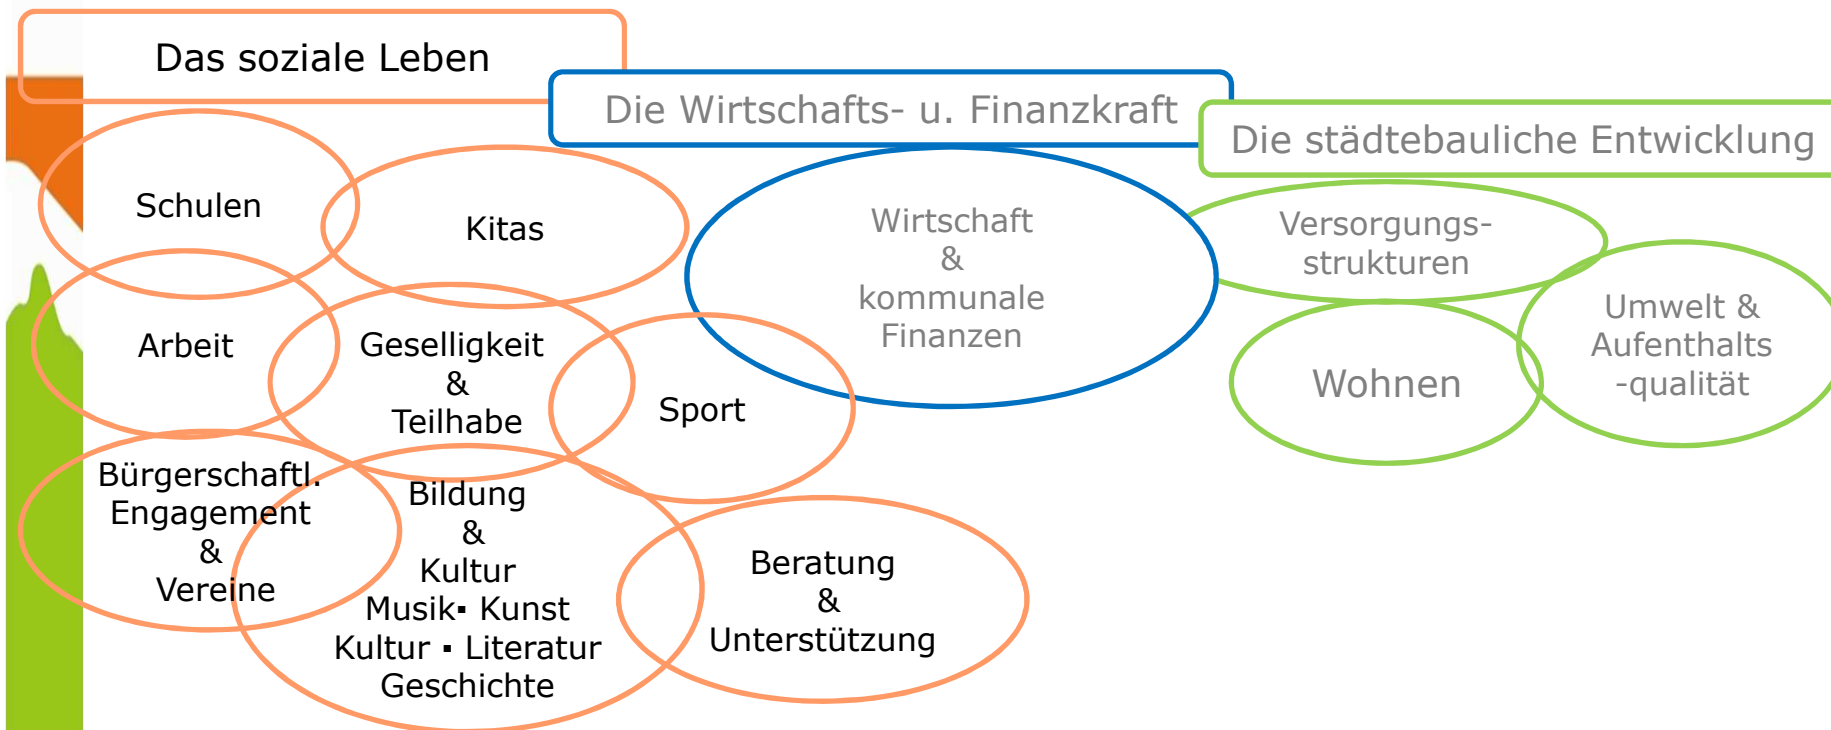 Das soziale Leben
Die Wirtschafts- u. Finanzkraft
Die städtebauliche Entwicklung
Schulen
Kitas
Arbeit
Geselligkeit
&
Teilhabe
Sport
Bürgerschaftl.
Engagement
&
Vereine
Bildung
&
Kultur
Musik▪ Kunst
Kultur ▪ Literatur
Geschichte
Beratung
&
Unterstützung
Wirtschaft
&
kommunale
Finanzen
Versorgungs-
strukturen
Wohnen
Umwelt &
Aufenthalts
-qualität